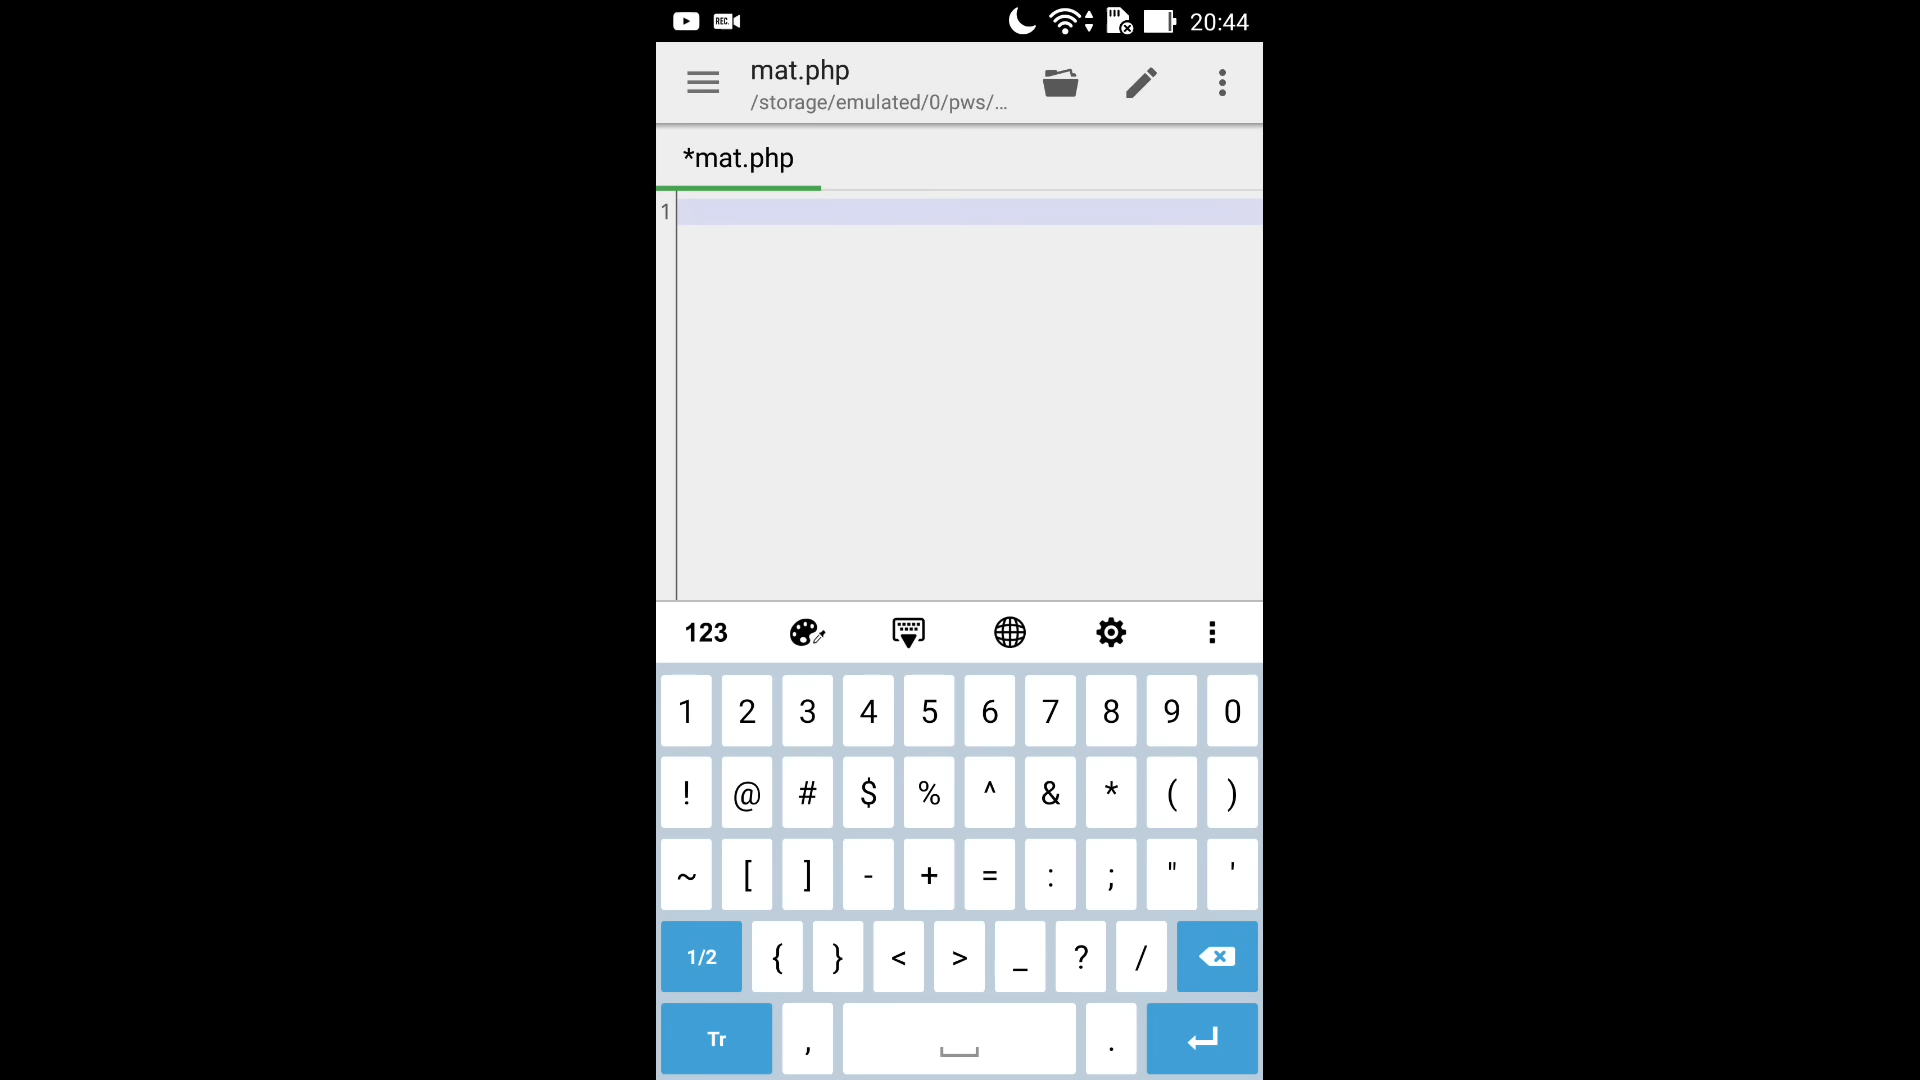 REC. 20:44
mat.php
/storage/emulated/0/pws/...
*mat.php
1
123
1 2 3 4 5 6 7 8 9 0
! @ # $ % ^ & * ( )
~ [ ] - + = : ; " '
1/2 { } < > _ ? /
Tr , .